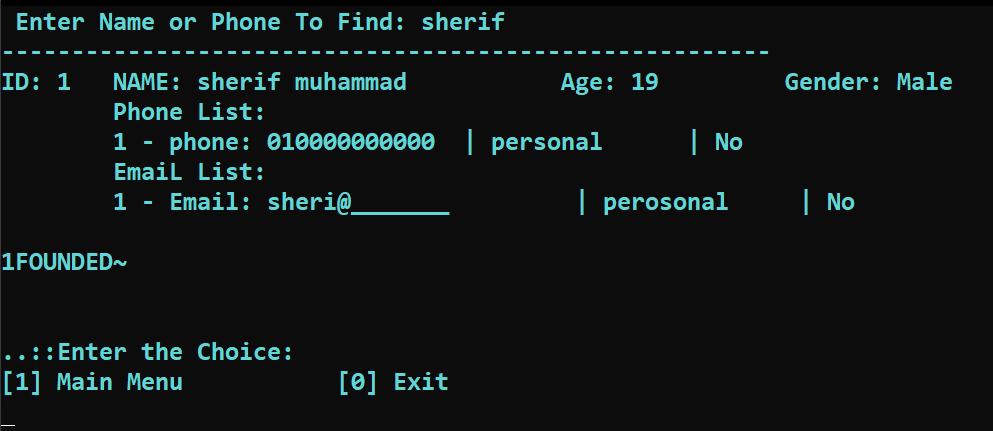 Enter Name or Phone To Find: sherif
-------------------------------------------------------
ID: 1 NAME: sherif muhammad Age: 19 Gender: Male
Phone List:
1 - phone: 010000000000 | personal | No
EmaiL List:
1 - Email: sheri@_______ | perosonal | No
1FOUNDED~
..::Enter the Choice:
[1] Main Menu [0] Exit
_